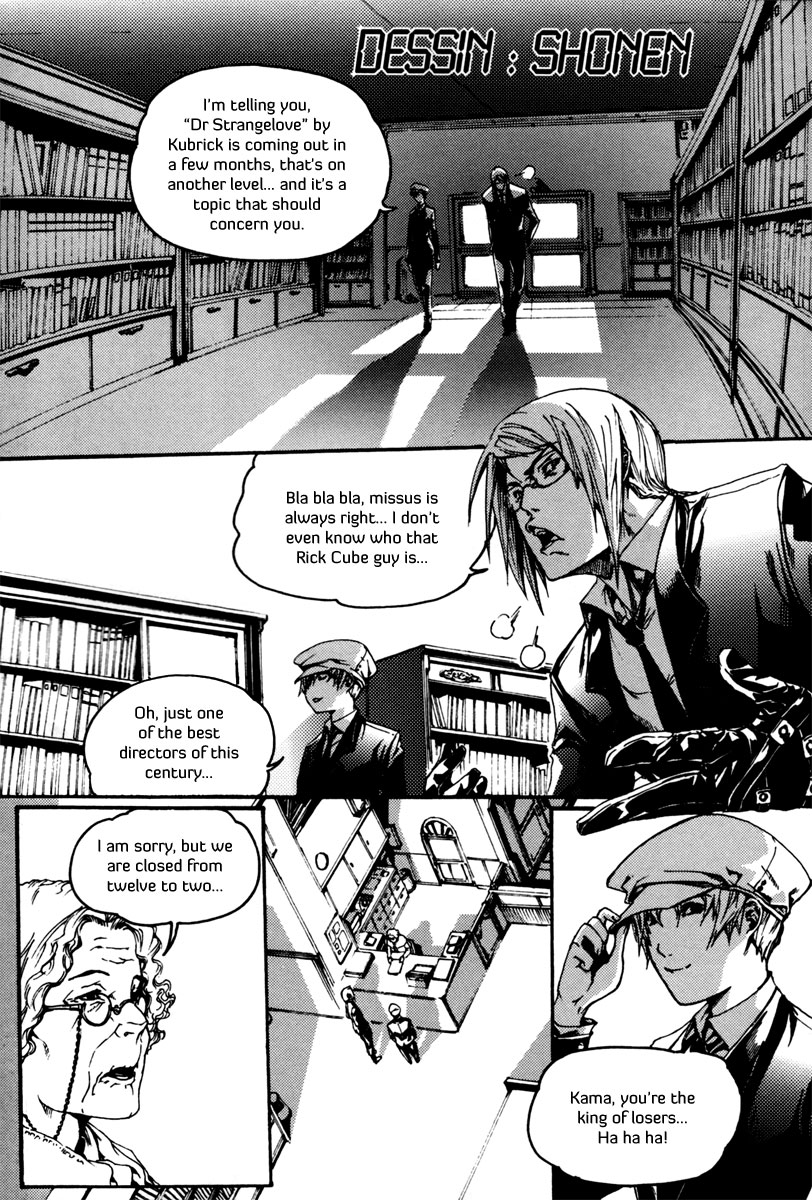 DESSIN : SHONEN
I'm telling you,
“Dr Strangelove” by
Kubrick is coming out in
a few months, that's on
another level... and it's a
topic that should
concern you.
Bla bla bla, missus is
always right... I don't
even know who that
Rick Cube guy is...
Oh, just one
of the best
directors of this
century...
I am sorry, but we
are closed from
twelve to two...
Kama, you're the
king of losers...
Ha ha ha!